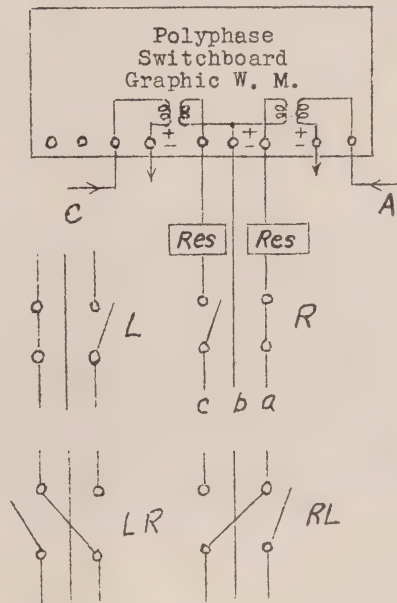 Polyphase
Switchboard
Graphic W. M.
+ + +
- - -
C A
Res Res
L R
c b a
LR RL